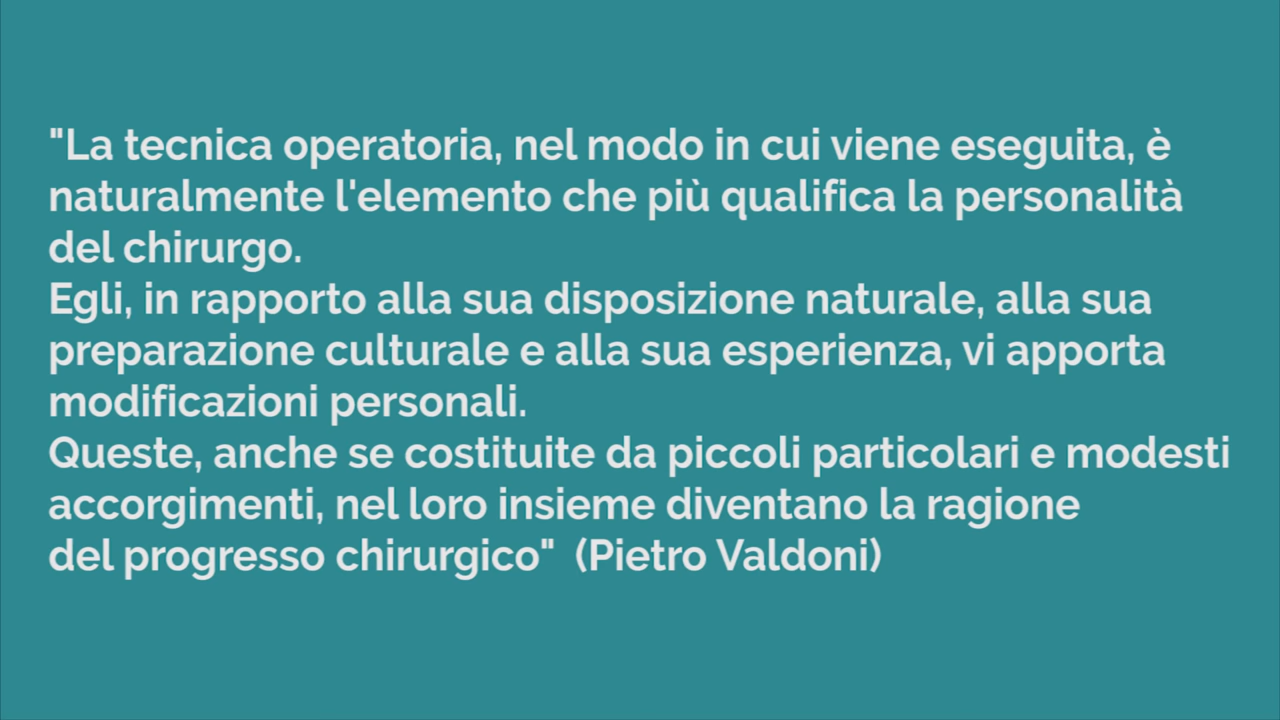 "La tecnica operatoria, nel modo in cui viene eseguita, è
naturalmente l'elemento che più qualifica la personalità
del chirurgo.
Egli, in rapporto alla sua disposizione naturale, alla sua
preparazione culturale e alla sua esperienza, vi apporta
modificazioni personali.
Queste, anche se costituite da piccoli particolari e modesti
accorgimenti, nel loro insieme diventano la ragione
del progresso chirurgico"  (Pietro Valdoni)